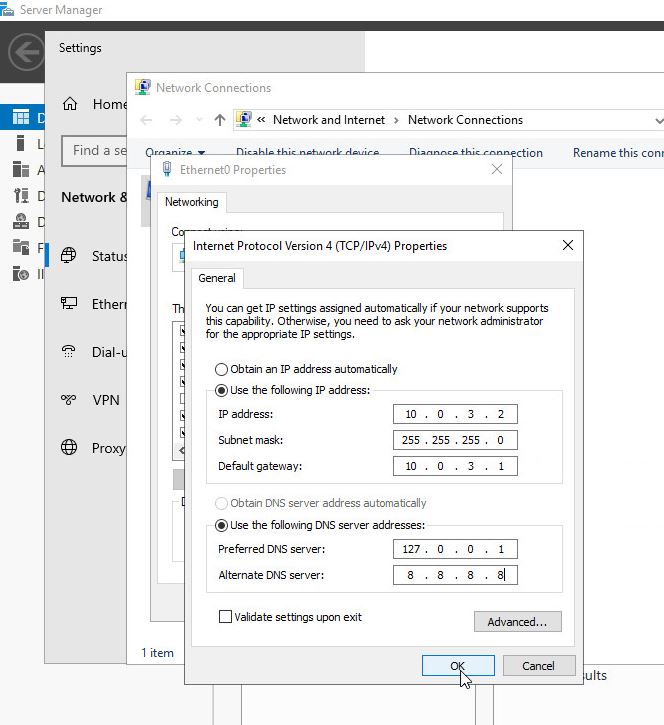 Server Manager
Settings
Network Connections
Network and Internet
Network Connections
Home
Find a se
Organize
Disable this network device
Diagnose this connection
Rename this conn
Ethernet0 Properties
Networking
Network &
Internet Protocol Version 4 (TCP/IPv4) Properties
General
Status
You can get IP settings assigned automatically if your network supports
this capability. Otherwise, you need to ask your network administrator
for the appropriate IP settings.
Ethern
Dial-u
VPN
Proxy
Obtain an IP address automatically
Use the following IP address:
IP address: 10 . 0 . 3 . 2
Subnet mask: 255 . 255 . 255 . 0
Default gateway: 10 . 0 . 3 . 1
Obtain DNS server address automatically
Use the following DNS server addresses:
Preferred DNS server: 127 . 0 . 0 . 1
Alternate DNS server: 8 . 8 . 8 . 8
Validate settings upon exit
Advanced...
1 item
OK
Cancel